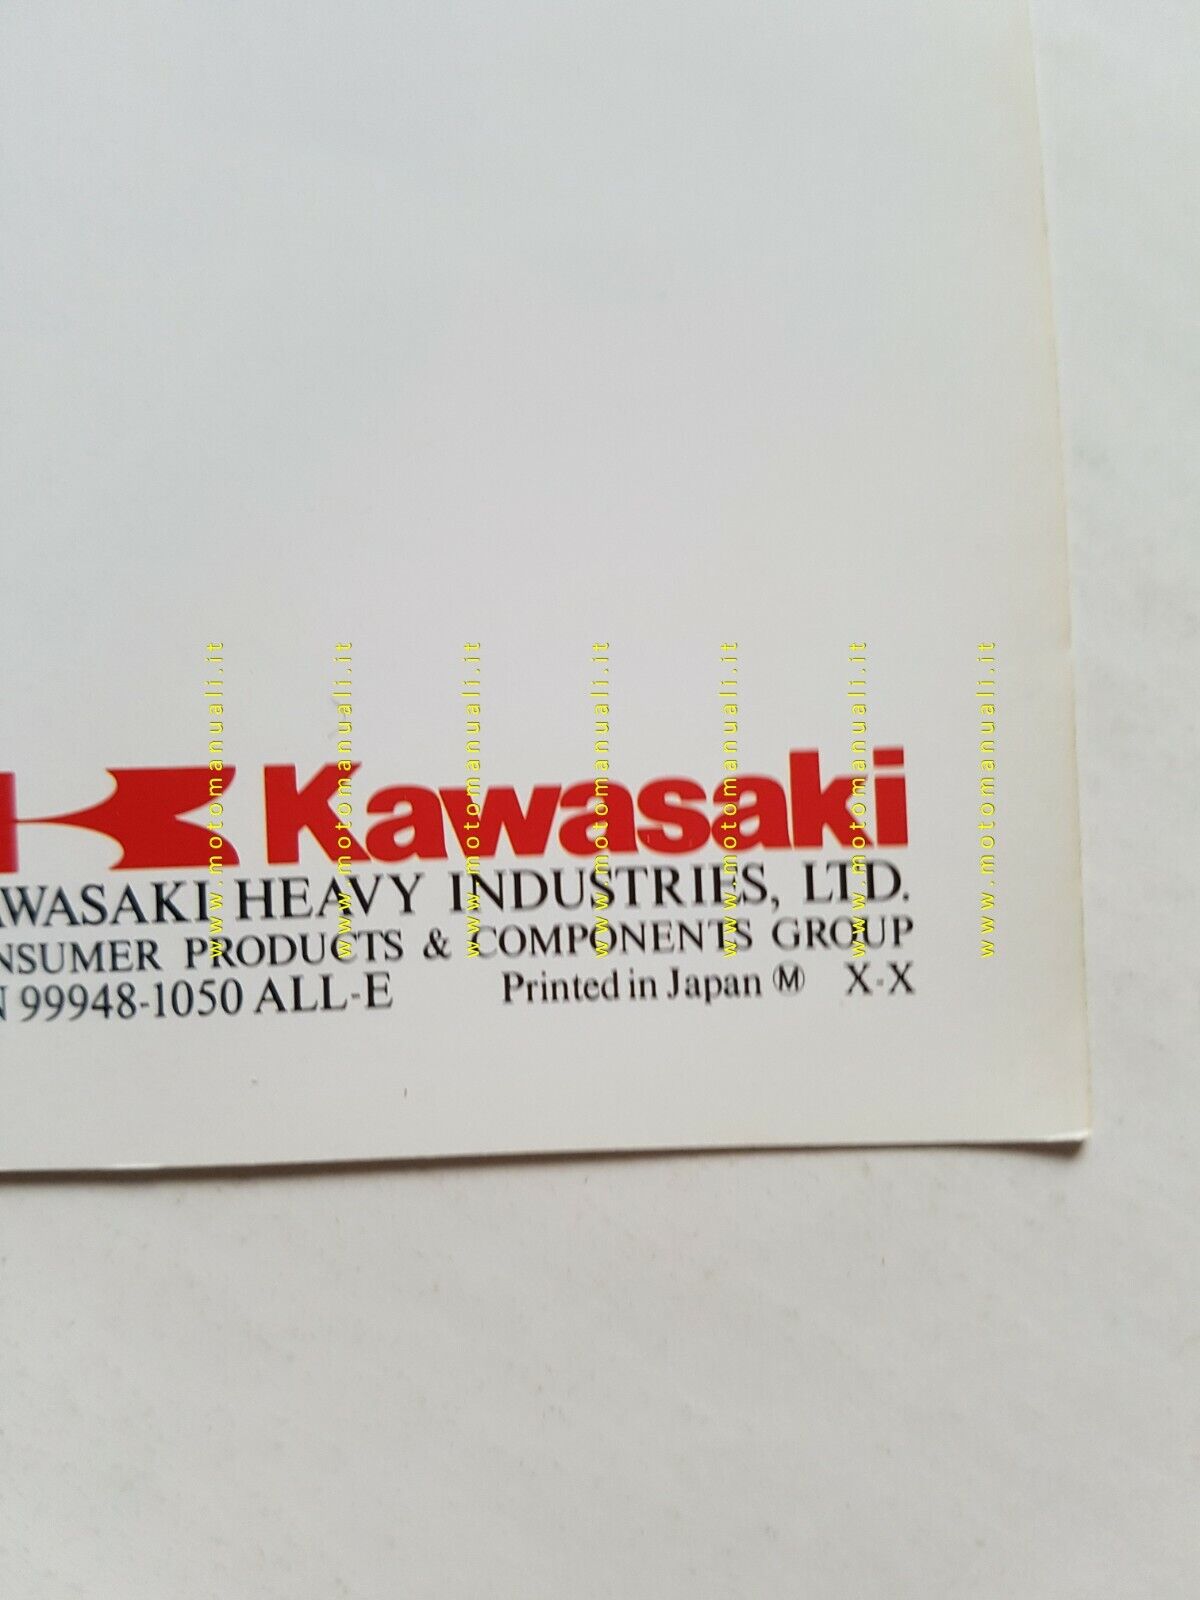 Kawasaki
AWASAKI HEAVY INDUSTRIES, LTD.
NSUMER PRODUCTS & COMPONENTS GROUP
N 99948-1050 ALL-E Printed in Japan Ⓜ X-X
www.motomanuali.it
www.motomanuali.it
www.motomanuali.it
www.motomanuali.it
www.motomanuali.it
www.motomanuali.it
www.motomanuali.it